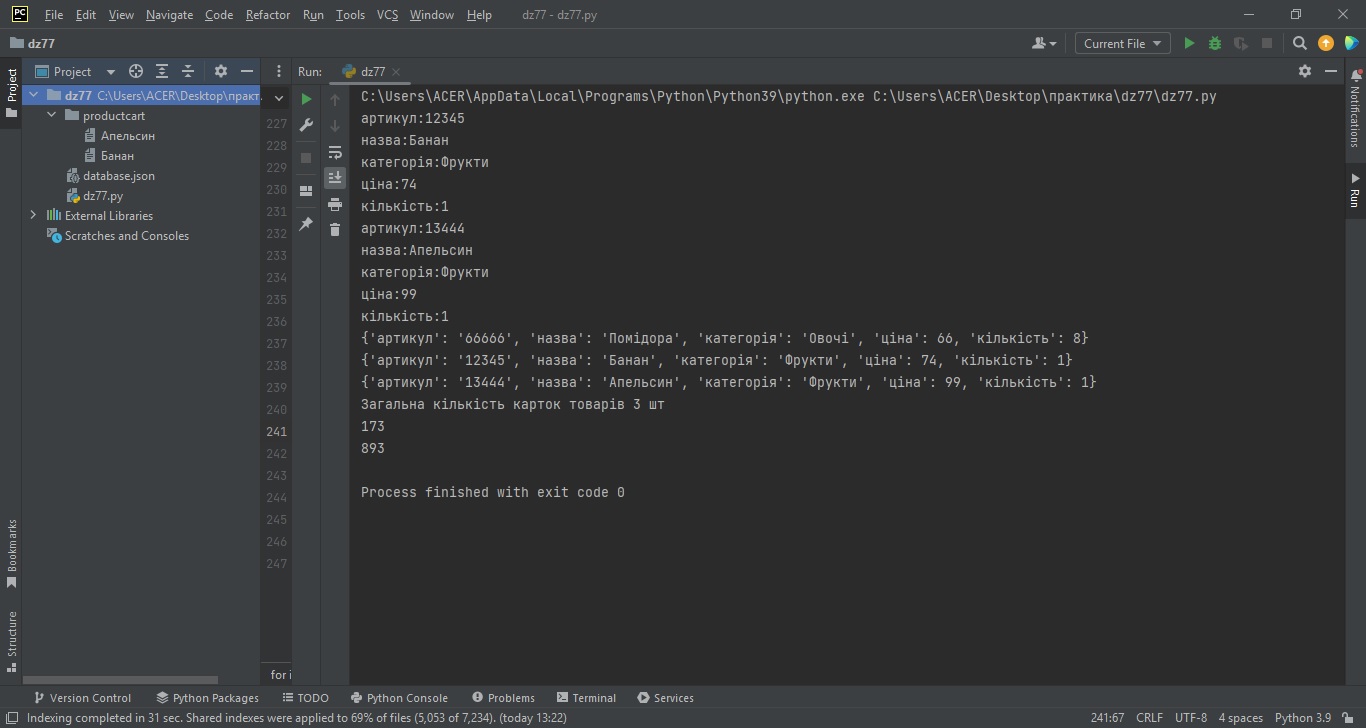 PC File Edit View Navigate Code Refactor Run Tools VCS Window Help dz77 - dz77.py
dz77 Current File
Project Run: dz77
dz77 C:\Users\ACER\Desktop\практ
productcart
Апельсин
Банан
database.json
dz77.py
External Libraries
Scratches and Consoles
Project
Bookmarks
Structure
227
228
229
230
231
232
233
234
235
236
237
238
239
240
241
242
243
244
245
246
247
for i
C:\Users\ACER\AppData\Local\Programs\Python\Python39\python.exe C:\Users\ACER\Desktop\практика\dz77\dz77.py
артикул:12345
назва:Банан
категорія:Фрукти
ціна:74
кількість:1
артикул:13444
назва:Апельсин
категорія:Фрукти
ціна:99
кількість:1
{'артикул': '66666', 'назва': 'Помідора', 'категорія': 'Овочі', 'ціна': 66, 'кількість': 8}
{'артикул': '12345', 'назва': 'Банан', 'категорія': 'Фрукти', 'ціна': 74, 'кількість': 1}
{'артикул': '13444', 'назва': 'Апельсин', 'категорія': 'Фрукти', 'ціна': 99, 'кількість': 1}
Загальна кількість карток товарів 3 шт
173
893
Process finished with exit code 0
Notifications
Run
Version Control Python Packages TODO Python Console Problems Terminal Services
Indexing completed in 31 sec. Shared indexes were applied to 69% of files (5,053 of 7,234). (today 13:22) 241:67 CRLF UTF-8 4 spaces Python 3.9